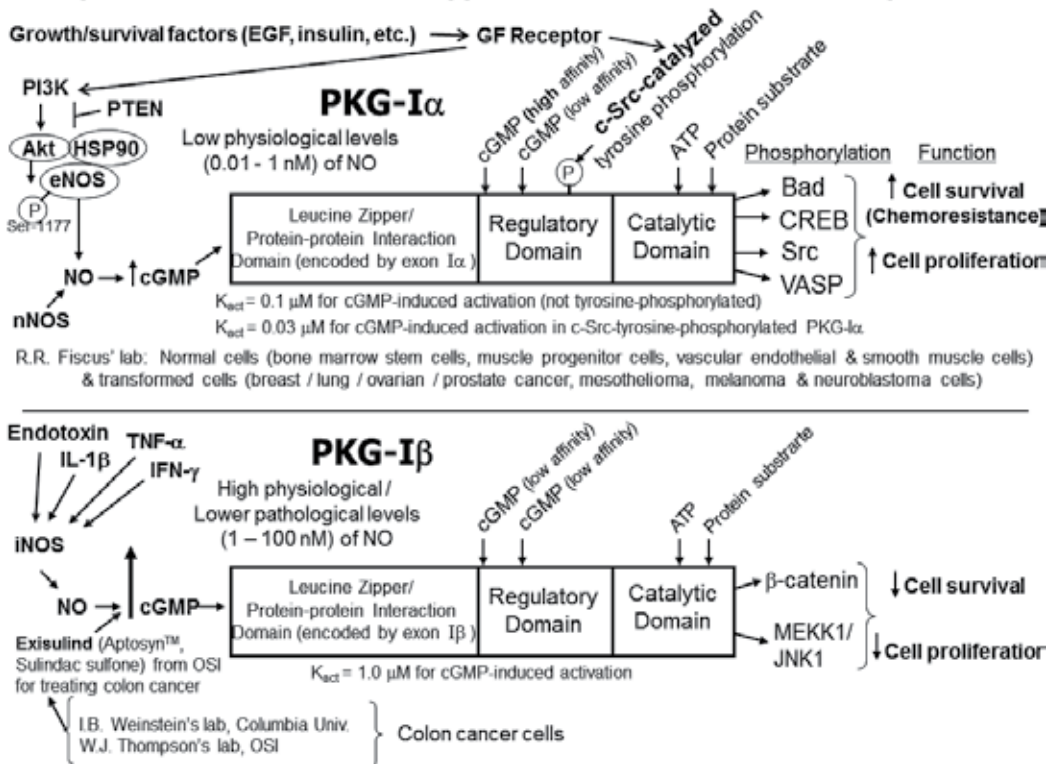 Growth/survival factors (EGF, insulin, etc.)
GF Receptor
PI3K
PTEN
Akt
HSP90
eNOS
P
Ser-1177
NO
cGMP
nNOS
PKG-Iα
Low physiological levels
(0.01 - 1 nM) of NO
cGMP (high affinity)
cGMP (low affinity)
c-Src-catalyzed
tyrosine phosphorylation
P
ATP
Protein substrarte
Leucine Zipper/
Protein-protein Interaction
Domain (encoded by exon Iα)
Regulatory
Domain
Catalytic
Domain
Phosphorylation
Function
Bad
CREB
Src
VASP
Cell survival
(Chemoresistance)
Cell proliferation
Kact = 0.1 μM for cGMP-induced activation (not tyrosine-phosphorylated)
Kact = 0.03 μM for cGMP-induced activation in c-Src-tyrosine-phosphorylated PKG-Iα
R.R. Fiscus' lab: Normal cells (bone marrow stem cells, muscle progenitor cells, vascular endothelial & smooth muscle cells)
& transformed cells (breast / lung / ovarian / prostate cancer, mesothelioma, melanoma & neuroblastoma cells)
Endotoxin
IL-1β
TNF-α
IFN-γ
iNOS
NO
cGMP
PKG-Iβ
High physiological /
Lower pathological levels
(1 – 100 nM) of NO
cGMP (low affinity)
cGMP (low affinity)
ATP
Protein substrarte
Leucine Zipper/
Protein-protein Interaction
Domain (encoded by exon Iβ)
Regulatory
Domain
Catalytic
Domain
β-catenin
MEKK1/
JNK1
Cell survival
Cell proliferation
Kact = 1.0 μM for cGMP-induced activation
Exisulind (Aptosyn™,
Sulindac sulfone) from OSI
for treating colon cancer
I.B. Weinstein's lab, Columbia Univ.
W.J. Thompson's lab, OSI
Colon cancer cells